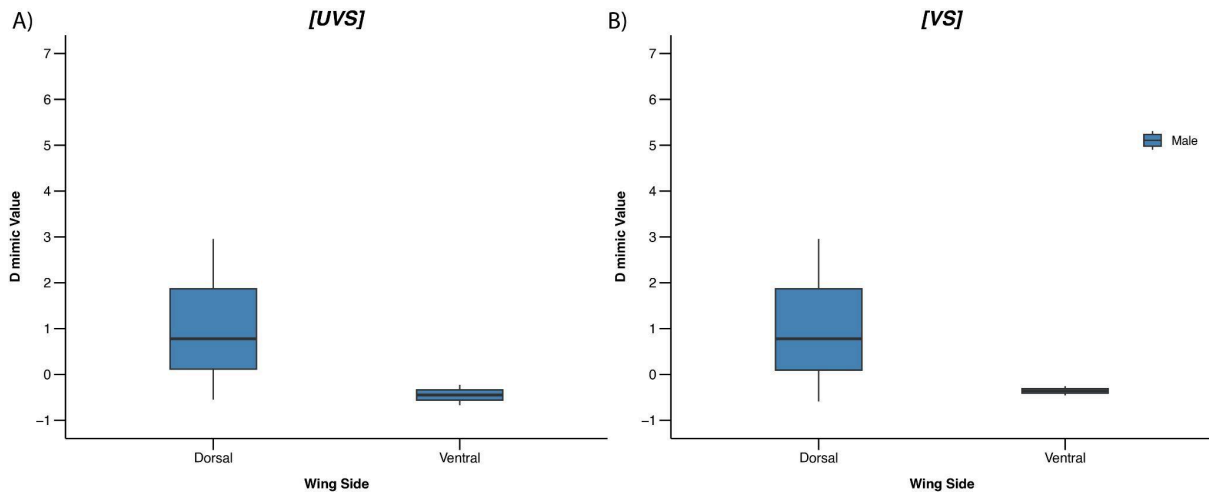 A)
[UVS]
7
6
5
4
3
2
1
0
−1
D mimic Value
Dorsal
Ventral
Wing Side
B)
[VS]
7
6
5
4
3
2
1
0
−1
D mimic Value
Dorsal
Ventral
Wing Side
Male